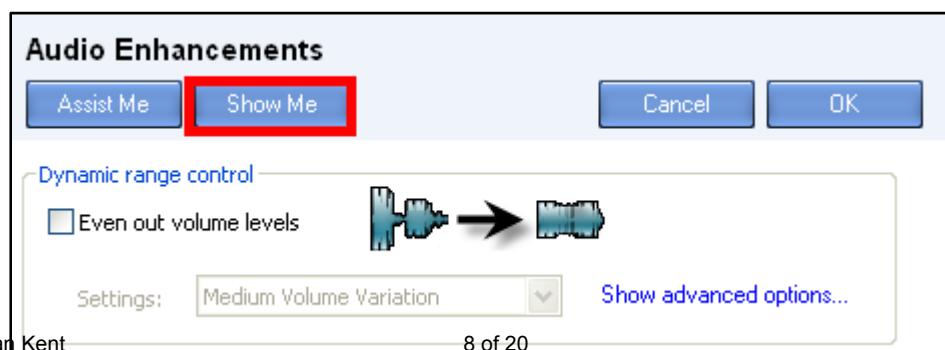 Audio Enhancements
Assist Me Show Me Cancel OK
Dynamic range control
Even out volume levels
Settings: Medium Volume Variation Show advanced options...
Kent 8 of 20